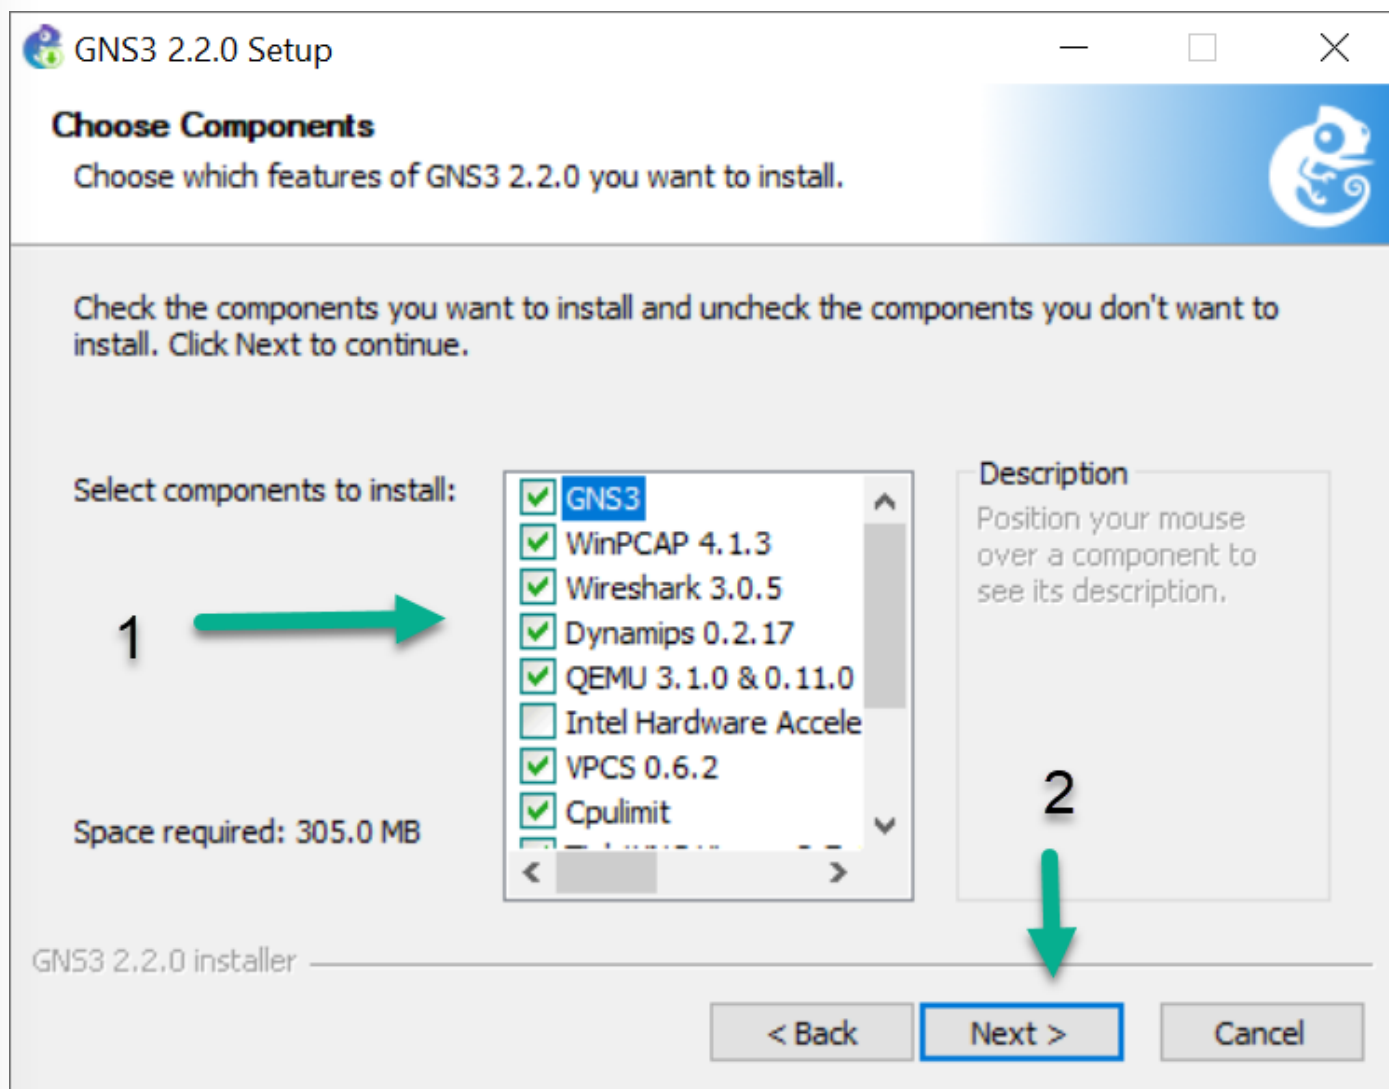 GNS3 2.2.0 Setup
Choose Components
Choose which features of GNS3 2.2.0 you want to install.
Check the components you want to install and uncheck the components you don't want to
install. Click Next to continue.
Select components to install:
GNS3
WinPCAP 4.1.3
Wireshark 3.0.5
Dynamips 0.2.17
QEMU 3.1.0 & 0.11.0
Intel Hardware Accele
VPCS 0.6.2
Cpulimit
Description
Position your mouse
over a component to
see its description.
1
2
Space required: 305.0 MB
GNS3 2.2.0 installer
< Back
Next >
Cancel